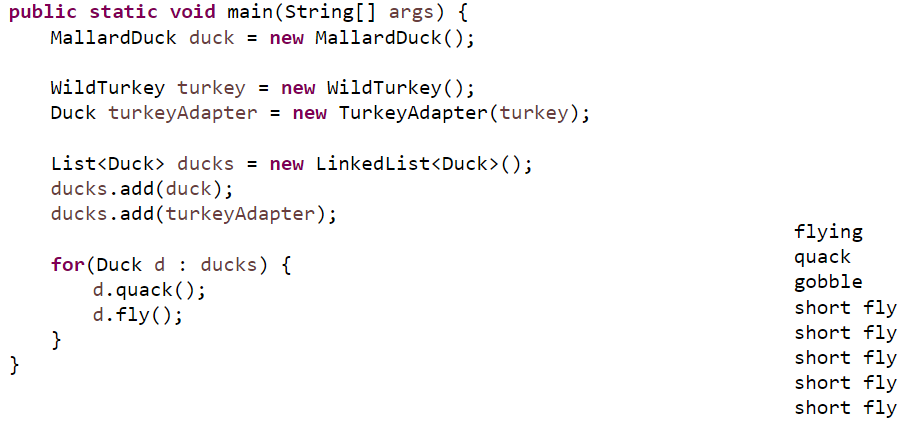 public static void main(String[] args) {
    MallardDuck duck = new MallardDuck();

    WildTurkey turkey = new WildTurkey();
    Duck turkeyAdapter = new TurkeyAdapter(turkey);

    List<Duck> ducks = new LinkedList<Duck>();
    ducks.add(duck);
    ducks.add(turkeyAdapter);

    for(Duck d : ducks) {
        d.quack();
        d.fly();
    }
}
flying
quack
gobble
short fly
short fly
short fly
short fly
short fly